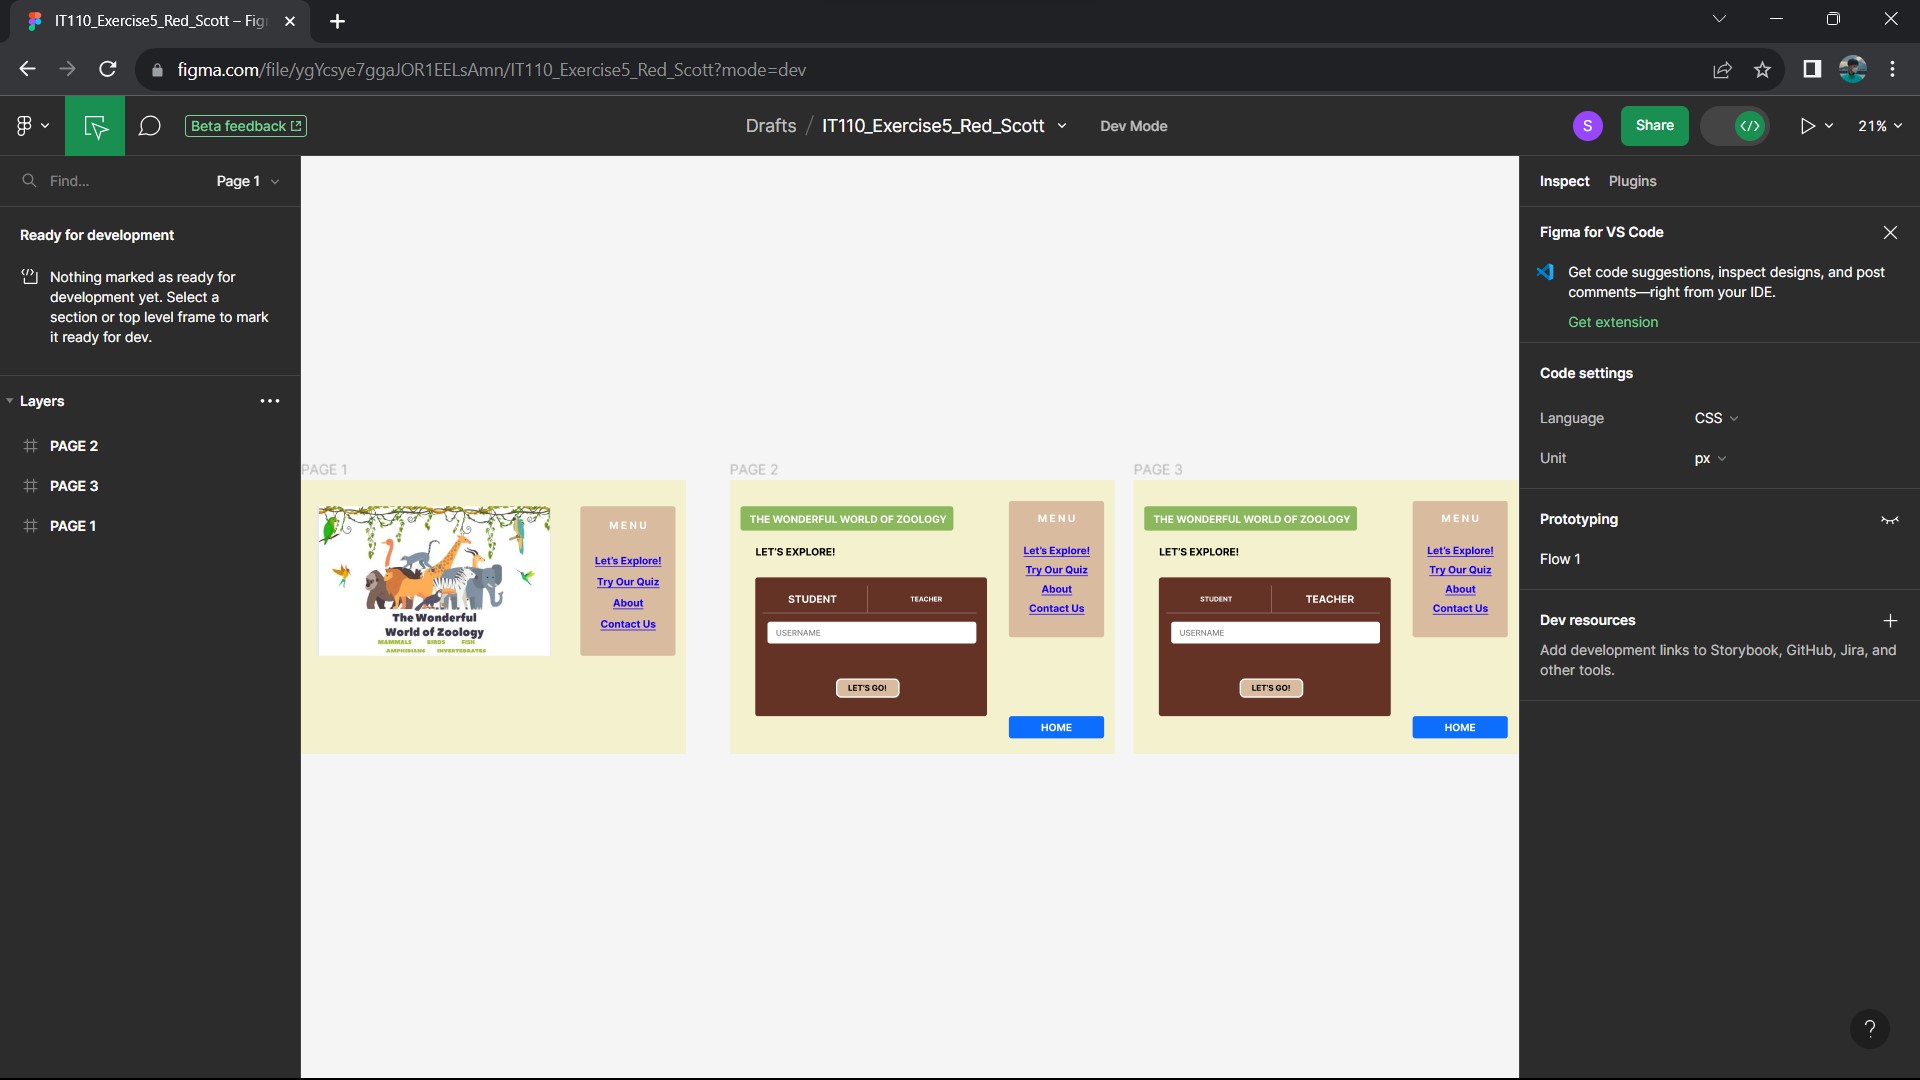 IT110_Exercise5_Red_Scott – Fig
figma.com/file/ygYcsye7ggaJOR1EELsAmn/IT110_Exercise5_Red_Scott?mode=dev
Beta feedback
Drafts / IT110_Exercise5_Red_Scott
Dev Mode
S
Share
21%
Find...
Page 1
Ready for development
Nothing marked as ready for
development yet. Select a
section or top level frame to mark
it ready for dev.
Layers
PAGE 2
PAGE 3
PAGE 1
PAGE 1
The Wonderful
World of Zoology
MAMMALS BIRDS FISH
AMPHIBIANS INVERTEBRATES
MENU
Let's Explore!
Try Our Quiz
About
Contact Us
PAGE 2
THE WONDERFUL WORLD OF ZOOLOGY
LET'S EXPLORE!
STUDENT
TEACHER
USERNAME
LET'S GO!
MENU
Let's Explore!
Try Our Quiz
About
Contact Us
HOME
PAGE 3
THE WONDERFUL WORLD OF ZOOLOGY
LET'S EXPLORE!
STUDENT
TEACHER
USERNAME
LET'S GO!
MENU
Let's Explore!
Try Our Quiz
About
Contact Us
HOME
Inspect
Plugins
Figma for VS Code
Get code suggestions, inspect designs, and post
comments—right from your IDE.
Get extension
Code settings
Language
CSS
Unit
px
Prototyping
Flow 1
Dev resources
Add development links to Storybook, GitHub, Jira, and
other tools.
?